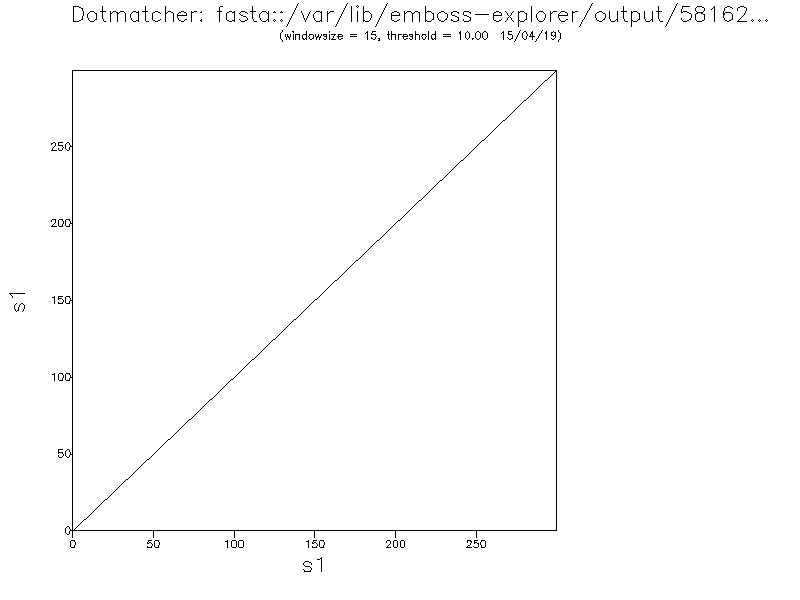 Dotmatcher: fasta::/var/lib/emboss-explorer/output/58162...
(windowsize = 15, threshold = 10.00  15/04/19)
250
200
s1
150
100
50
0
0 50 100 150 200 250
s1